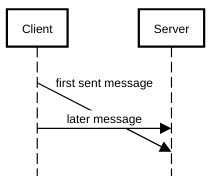 Client
Server
first sent message
later message